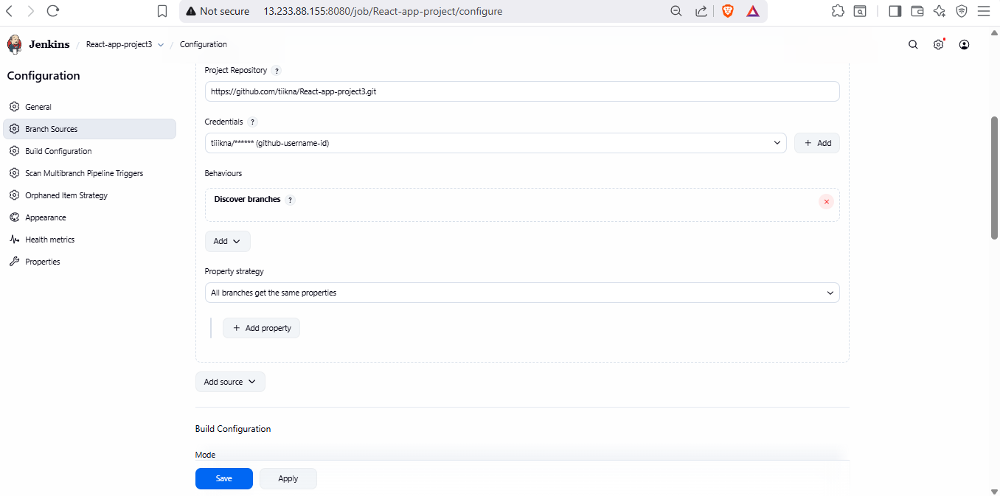 Not secure 13.233.88.155:8080/job/React-app-project/configure
Jenkins / React-app-project3 / Configuration
Configuration
General
Branch Sources
Build Configuration
Scan Multibranch Pipeline Triggers
Orphaned Item Strategy
Appearance
Health metrics
Properties
Project Repository ?
https://github.com/tiikna/React-app-project3.git
Credentials ?
tiiikna/****** (github-username-id)
+ Add
Behaviours
Discover branches ?
Add
Property strategy
All branches get the same properties
+ Add property
Add source
Build Configuration
Mode
Save Apply